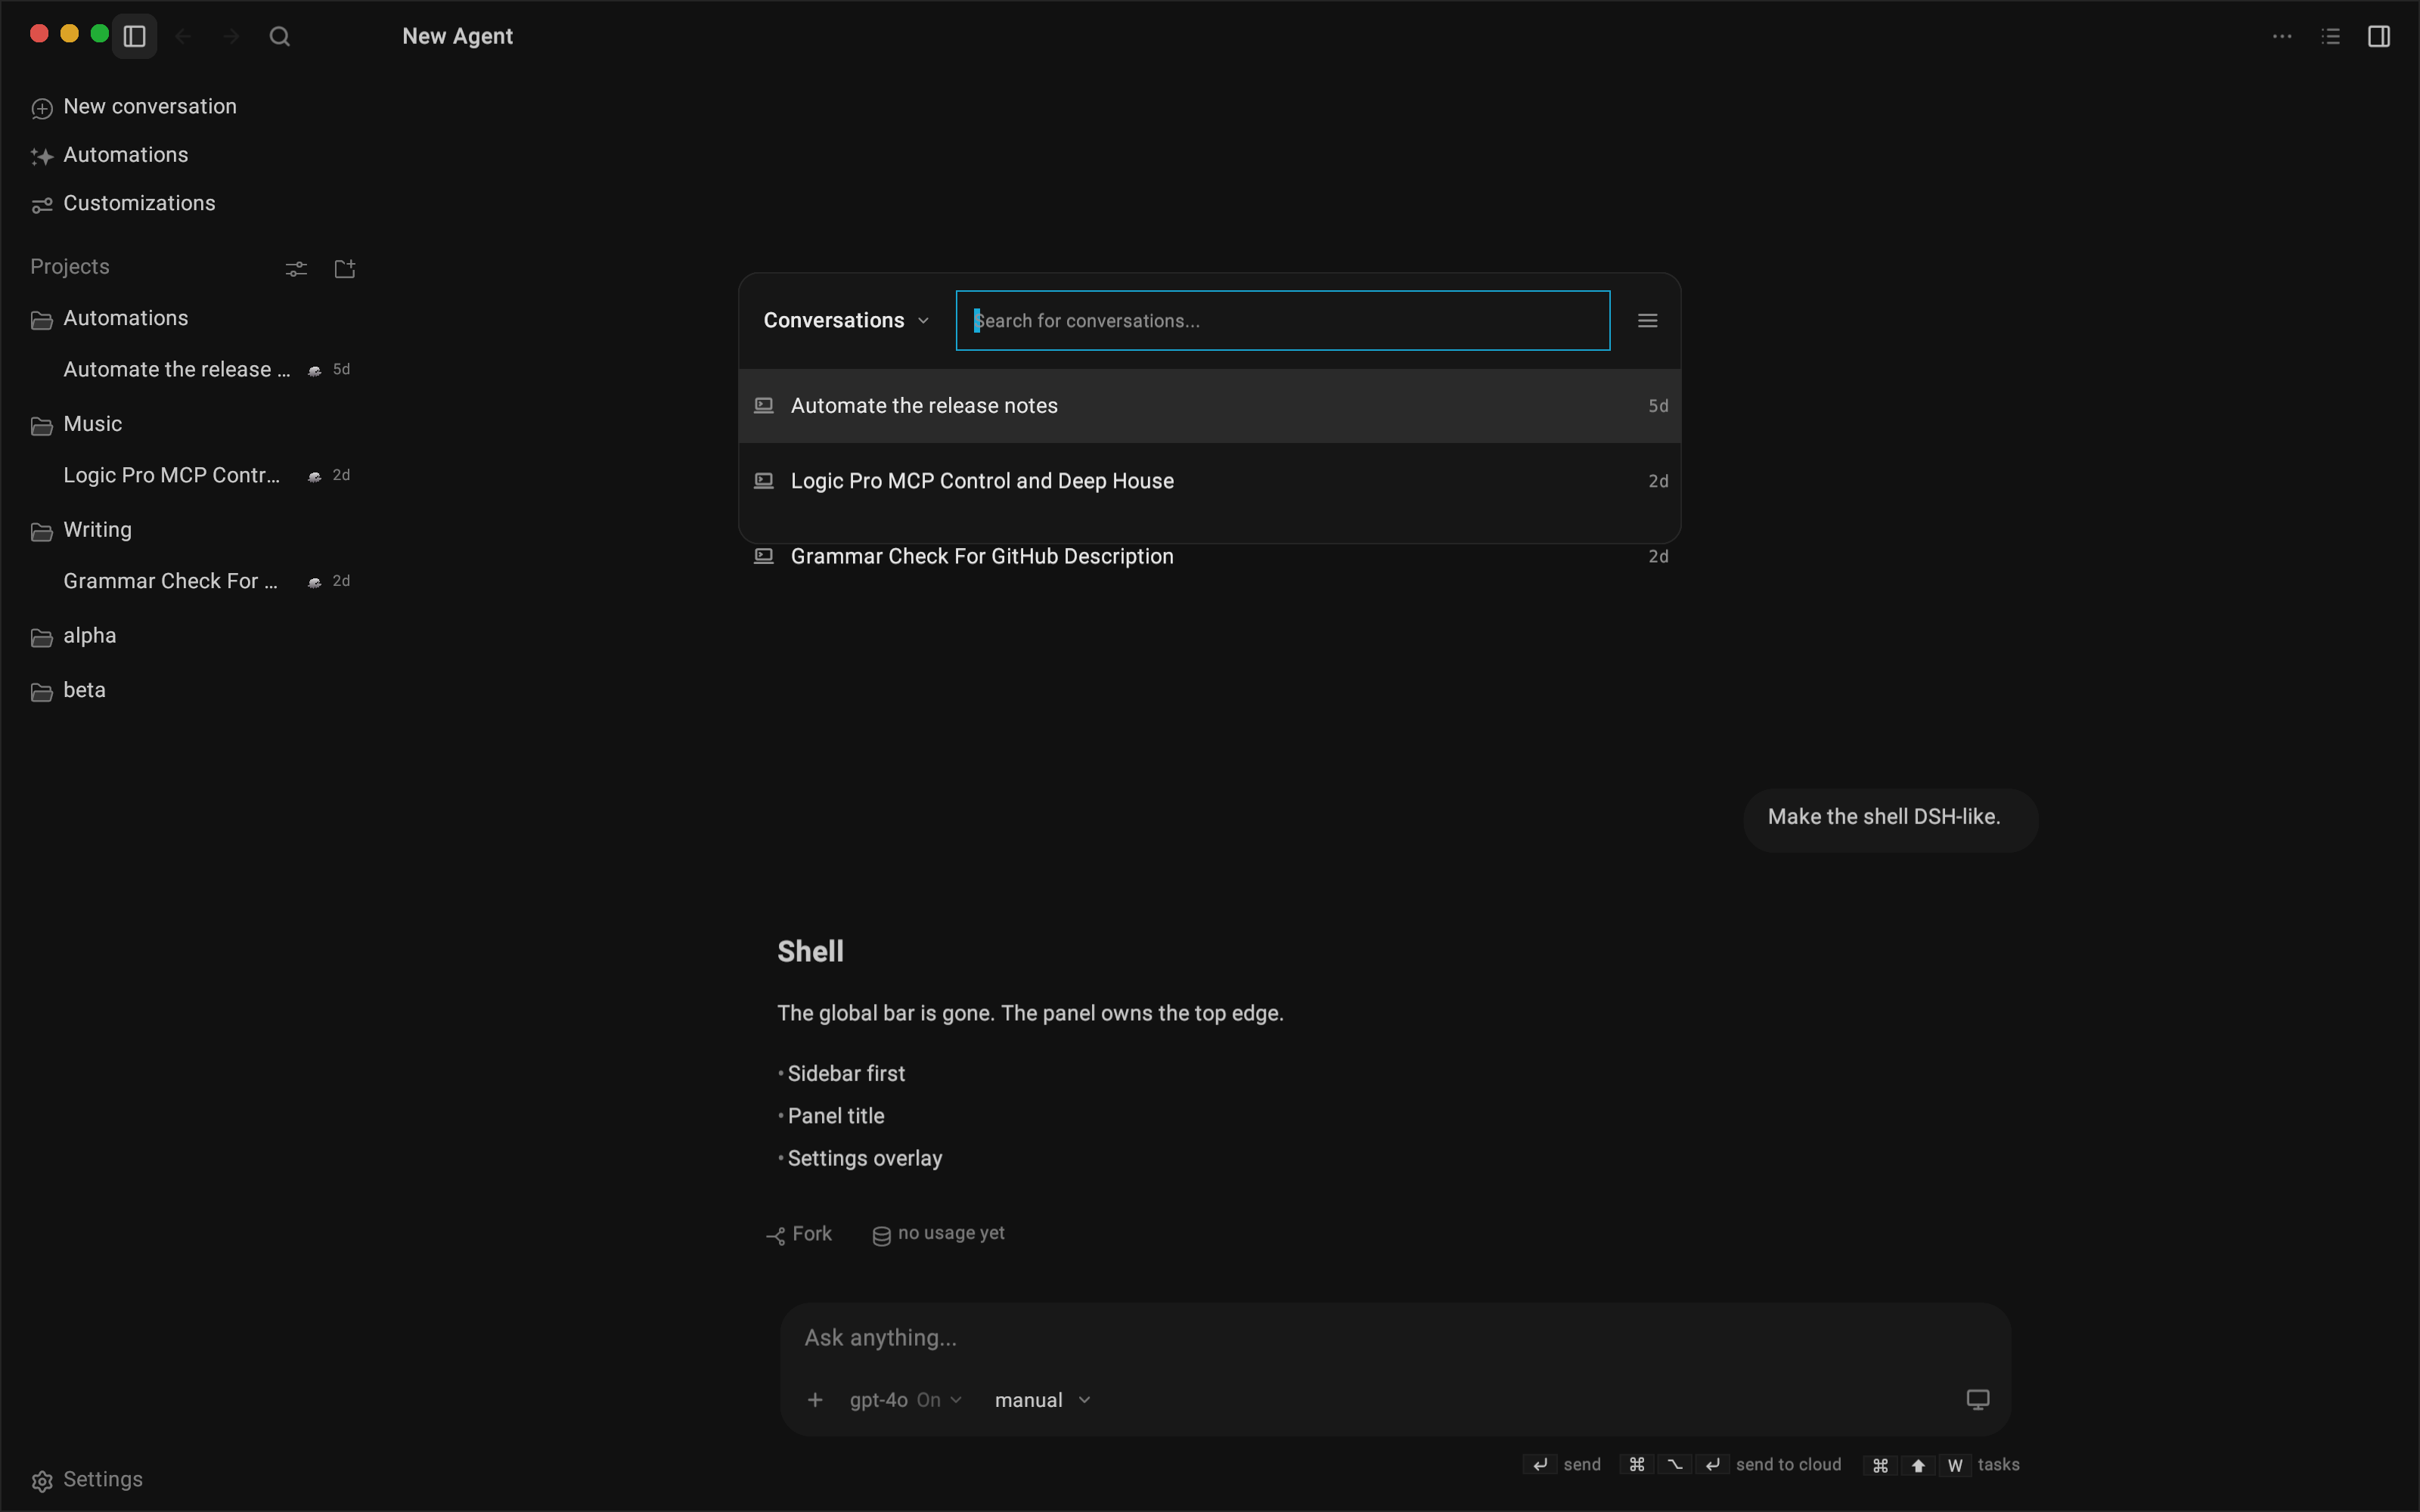 New Agent
New conversation
Automations
Customizations
Projects
Automations
Automate the release ... 5d
Music
Logic Pro MCP Contr... 2d
Writing
Grammar Check For ... 2d
alpha
beta
Conversations
Search for conversations...
Automate the release notes 5d
Logic Pro MCP Control and Deep House 2d
Grammar Check For GitHub Description 2d
Make the shell DSH-like.
Shell
The global bar is gone. The panel owns the top edge.
• Sidebar first
• Panel title
• Settings overlay
Fork no usage yet
Ask anything...
+ gpt-4o On manual
↵ send ⌘ ⌥ ↵ send to cloud ⌘ ⬆ W tasks
Settings